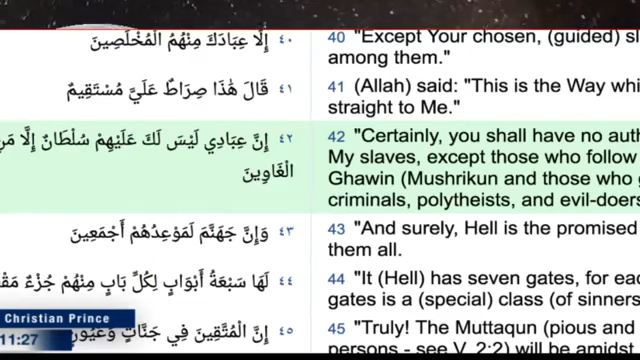 ٤٠ إِلَّا عِبَادَكَ مِنْهُمُ الْمُخْلَصِينَ
40 "Except Your chosen, (guided)
among them."
٤١ قَالَ هَٰذَا صِرَاطٌ عَلَيَّ مُسْتَقِيمٌ
41 (Allah) said: "This is the Way
straight to Me."
٤٢ إِنَّ عِبَادِي لَيْسَ لَكَ عَلَيْهِمْ سُلْطَانٌ إِلَّا
الْغَاوِينَ
42 "Certainly, you shall have no
My slaves, except those who follow
Ghawin (Mushrikun and those who
criminals, polytheists, and evil-doers
٤٣ وَإِنَّ جَهَنَّمَ لَمَوْعِدُهُمْ أَجْمَعِينَ
43 "And surely, Hell is the promised
them all.
٤٤ لَهَا سَبْعَةُ أَبْوَابٍ لِكُلِّ بَابٍ مِنْهُمْ جُزْءٌ
44 "It (Hell) has seven gates, for
gates is a (special) class (of sinners
٤٥ إِنَّ الْمُتَّقِينَ فِي جَنَّاتٍ وَعُيُونٍ
45 "Truly! The Muttaqun (pious and
persons - see V. 2:2) will be amidst
Christian Prince
11:27